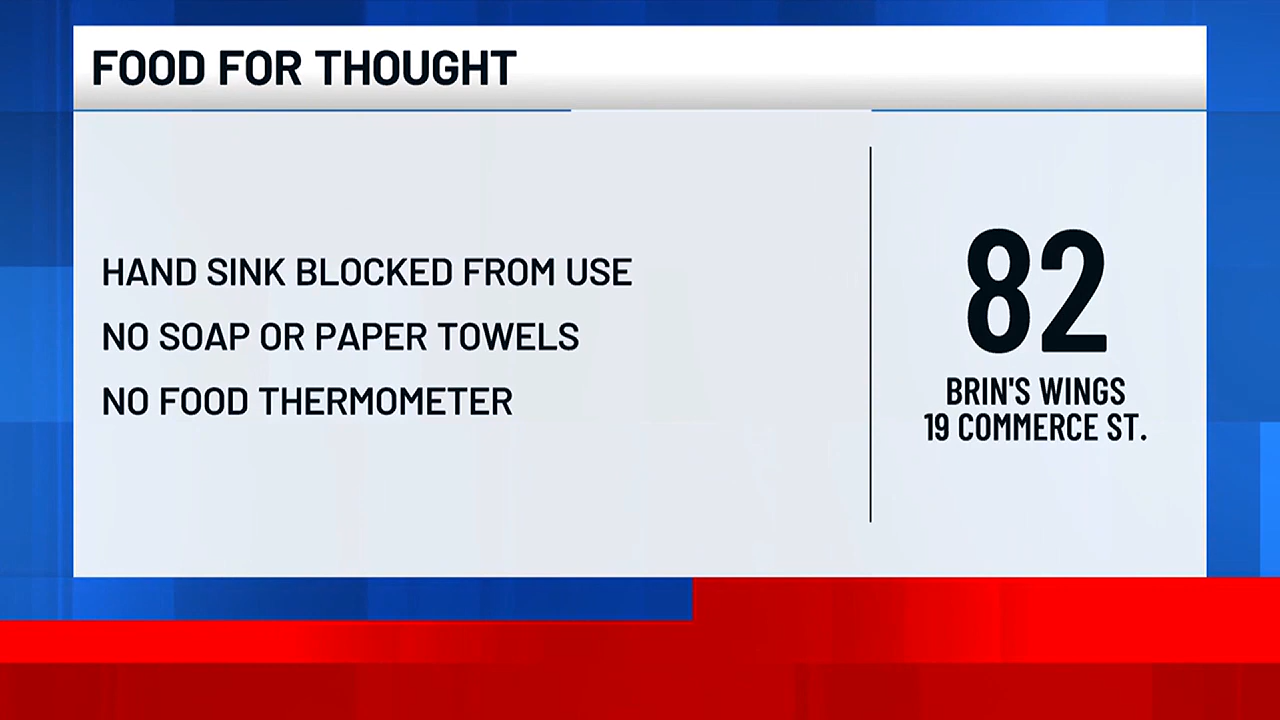 FOOD FOR THOUGHT
HAND SINK BLOCKED FROM USE
NO SOAP OR PAPER TOWELS
NO FOOD THERMOMETER
82
BRIN'S WINGS
19 COMMERCE ST.